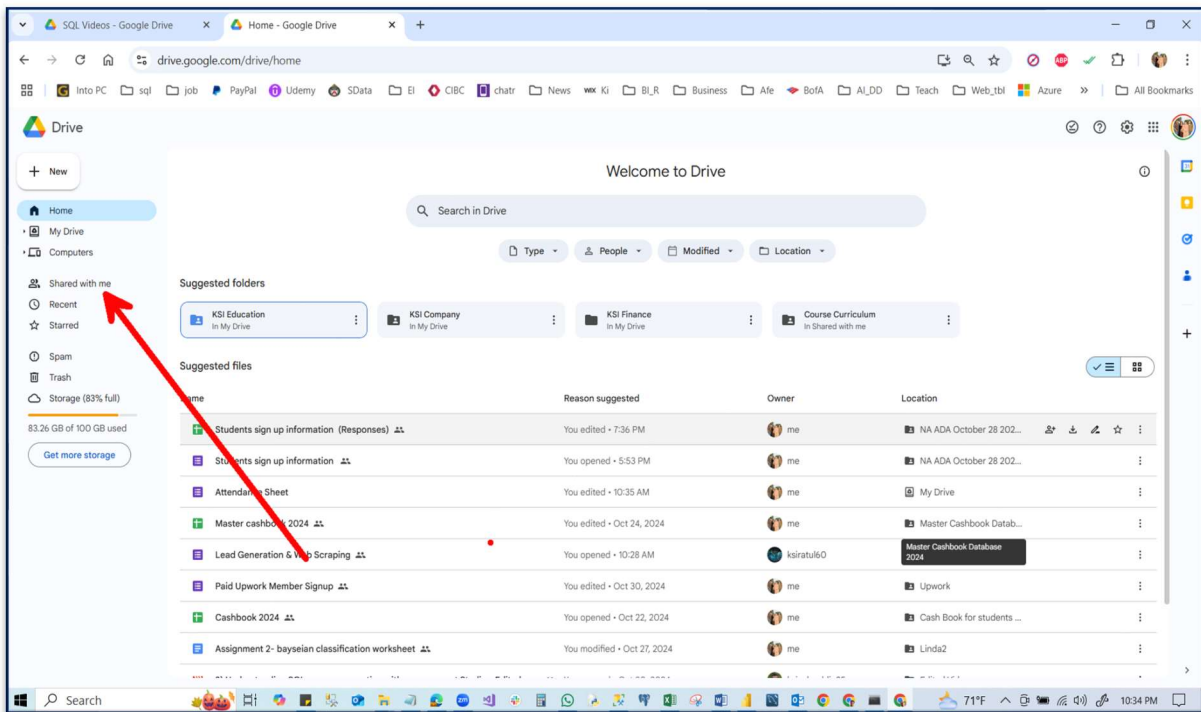 SQL Videos - Google Drive
Home - Google Drive
drive.google.com/drive/home
ABP
Into PC sql job PayPal Udemy SData EI CIBC chatr News WIX Ki BI_R Business Afe BofA AI_DD Teach Web_tbl Azure » All Bookmarks
Drive
New
Welcome to Drive
Home
Search in Drive
My Drive
Computers
Type People Modified Location
Shared with me
Suggested folders
Recent
KSI Education
In My Drive
KSI Company
In My Drive
KSI Finance
In My Drive
Course Curriculum
In Shared with me
Starred
Spam
Suggested files
Trash
Storage (83% full)
83.26 GB of 100 GB used
Get more storage
Reason suggested Owner Location
Students sign up information (Responses) You edited • 7:36 PM me NA ADA October 28 202...
Students sign up information You opened • 5:53 PM me NA ADA October 28 202...
Attendance Sheet You edited • 10:35 AM me My Drive
Master cashbook 2024 You edited • Oct 24, 2024 me Master Cashbook Datab...
Lead Generation & Web Scraping You opened • 10:28 AM ksiratul60
Master Cashbook Database
2024
Paid Upwork Member Signup You edited • Oct 30, 2024 me Upwork
Cashbook 2024 You opened • Oct 22, 2024 me Cash Book for students ...
Assignment 2- bayseian classification worksheet You modified • Oct 27, 2024 me Linda2
Search
71°F
10:34 PM